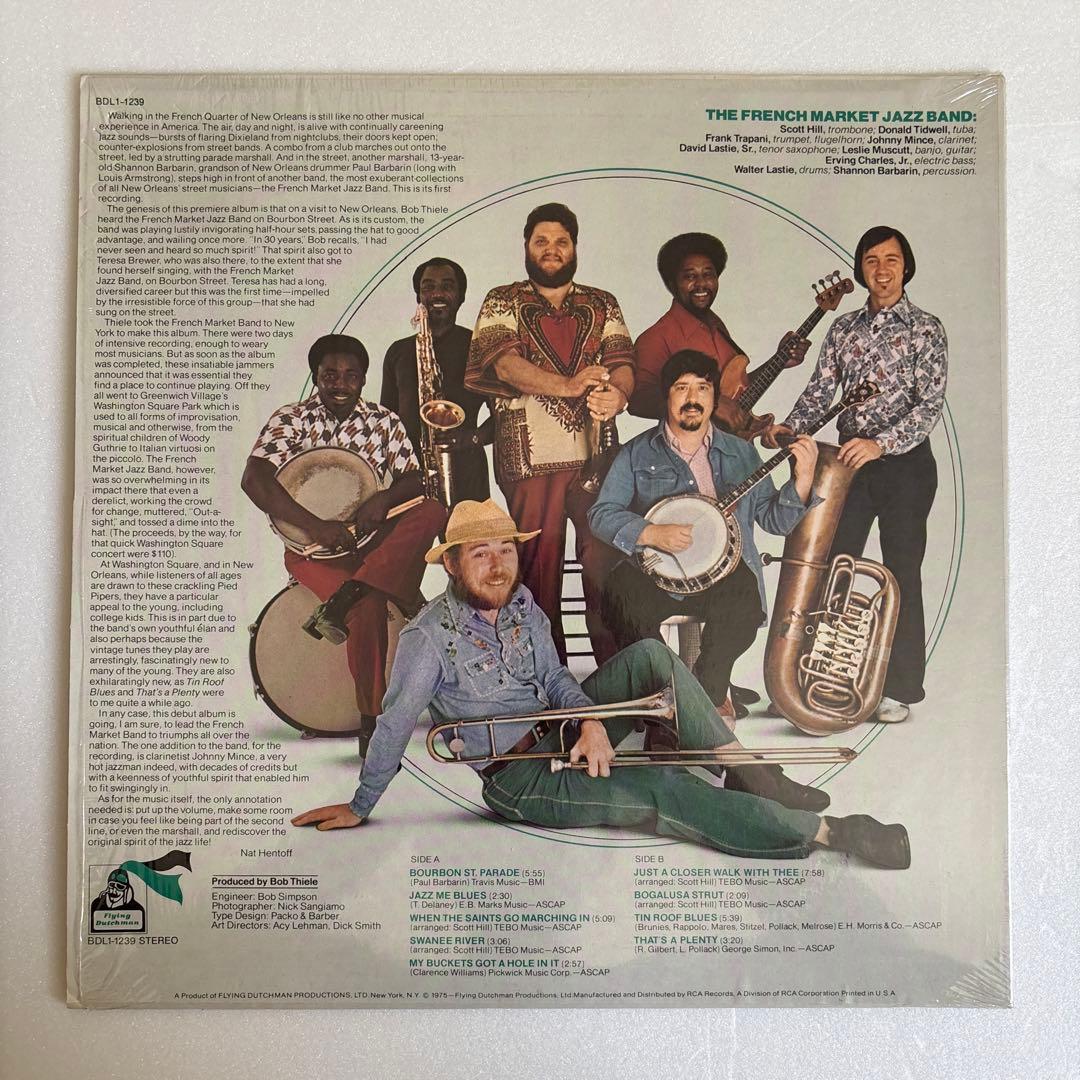 BDL1-1239
Walking in the French Quarter of New Orleans is still like no other musical
experience in America. The air, day and night, is alive with continually careening
jazz sounds—bursts of flaring Dixieland from nightclubs, their doors kept open;
counter-explosions from street bands. A combo from a club marches out onto the
street, led by a strutting parade marshall. And in the street, another marshall, 13-year-
old Shannon Barbarin, grandson of New Orleans drummer Paul Barbarin (long with
Louis Armstrong), steps high in front of another band, the most exuberant collections
of all New Orleans' street musicians—the French Market Jazz Band. This is its first
recording.
The genesis of this premiere album is that on a visit to New Orleans, Bob Thiele
heard the French Market Jazz Band on Bourbon Street. As is its custom, the
band was playing lustily invigorating half-hour sets, passing the hat to good
advantage, and wailing once more. "In 30 years," Bob recalls, "I had
never seen and heard so much spirit!" That spirit also got to
Teresa Brewer, who was also there, to the extent that she
found herself singing, with the French Market
Jazz Band, on Bourbon Street. Teresa has had a long,
diversified career but this was the first time—impelled
by the irresistible force of this group—that she had
sung on the street.
Thiele took the French Market Band to New
York to make this album. There were two days
of intensive recording, enough to weary
most musicians. But as soon as the album
was completed, these insatiable jammers
announced that it was essential they
find a place to continue playing. Off they
all went to Greenwich Village's
Washington Square Park which is
used to all forms of improvisation,
musical and otherwise, from the
spiritual children of Woody
Guthrie to Italian virtuosi on
the piccolo. The French
Market Jazz Band, however,
was so overwhelming in its
impact there that even a
derelict, working the crowd
for change, muttered, "Out-a-
sight," and tossed a dime into the
hat. (The proceeds, by the way, for
that quick Washington Square
concert were $110).
At Washington Square, and in New
Orleans, while listeners of all ages
are drawn to these crackling Pied
Pipers, they have a particular
appeal to the young, including
college kids. This is in part due to
the band's own youthful élan and
also perhaps because the
vintage tunes they play are
arrestingly, fascinatingly new to
many of the young. They are also
exhilaratingly new, as Tin Roof
Blues and That's a Plenty were
to me quite a while ago.
In any case, this debut album is
going, I am sure, to lead the French
Market Band to triumphs all over the
nation. The one addition to the band, for the
recording, is clarinetist Johnny Mince, a very
hot jazzman indeed, with decades of credits but
with a keenness of youthful spirit that enabled him
to fit swingingly in.
As for the music itself, the only annotation
needed is: put up the volume, make some room
in case you feel like being part of the second
line, or even the marshall, and rediscover the
original spirit of the jazz life!
Nat Hentoff
THE FRENCH MARKET JAZZ BAND:
Scott Hill, trombone; Donald Tidwell, tuba;
Frank Trapani, trumpet, flugelhorn; Johnny Mince, clarinet;
David Lastie, Sr., tenor saxophone; Leslie Muscutt, banjo, guitar;
Erving Charles, Jr., electric bass;
Walter Lastie, drums; Shannon Barbarin, percussion.
Flying
Dutchman
BDL1-1239 STEREO
Produced by Bob Thiele
Engineer: Bob Simpson
Photographer: Nick Sangiamo
Type Design: Packo & Barber
Art Directors: Acy Lehman, Dick Smith
SIDE A
BOURBON ST. PARADE (5:55)
(Paul Barbarin) Travis Music—BMI
JAZZ ME BLUES (2:30)
(T. Delaney) E.B. Marks Music—ASCAP
WHEN THE SAINTS GO MARCHING IN (5:09)
(arranged: Scott Hill) TEBO Music—ASCAP
SWANEE RIVER (3:06)
(arranged: Scott Hill) TEBO Music—ASCAP
MY BUCKETS GOT A HOLE IN IT (2:57)
(Clarence Williams) Pickwick Music Corp.—ASCAP
SIDE B
JUST A CLOSER WALK WITH THEE (7:58)
(arranged: Scott Hill) TEBO Music—ASCAP
BOGALUSA STRUT (2:09)
(arranged: Scott Hill) TEBO Music—ASCAP
TIN ROOF BLUES (5:39)
(Brunies, Rappolo, Mares, Stitzel, Pollack, Melrose) E.H. Morris & Co.—ASCAP
THAT'S A PLENTY (3:20)
(R. Gilbert, L. Pollack) George Simon, Inc.—ASCAP
A Product of FLYING DUTCHMAN PRODUCTIONS, LTD. New York, N.Y. © 1975—Flying Dutchman Productions, Ltd. Manufactured and Distributed by RCA Records, A Division of RCA Corporation Printed in U.S.A